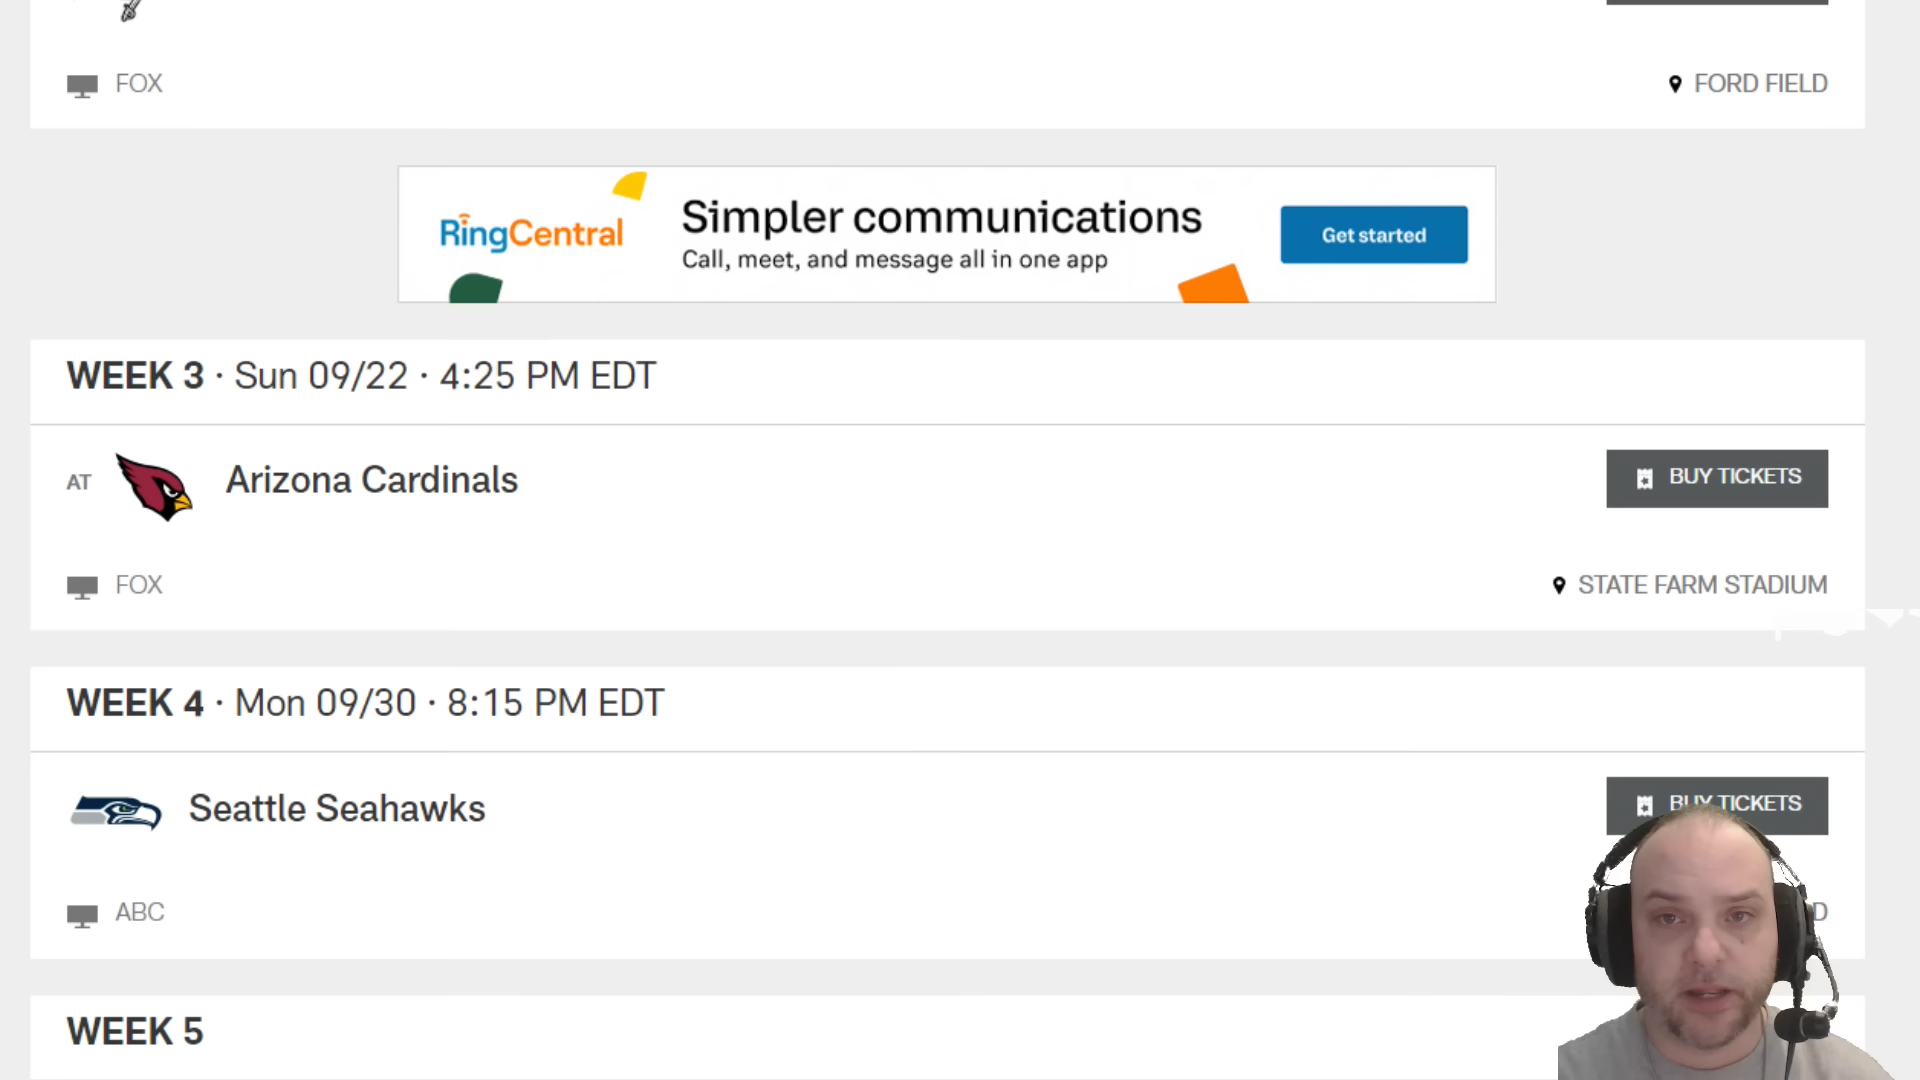 FOX
FORD FIELD
RingCentral
Simpler communications
Call, meet, and message all in one app
Get started
WEEK 3 · Sun 09/22 · 4:25 PM EDT
AT
Arizona Cardinals
BUY TICKETS
FOX
STATE FARM STADIUM
WEEK 4 · Mon 09/30 · 8:15 PM EDT
Seattle Seahawks
BUY TICKETS
ABC
D
WEEK 5